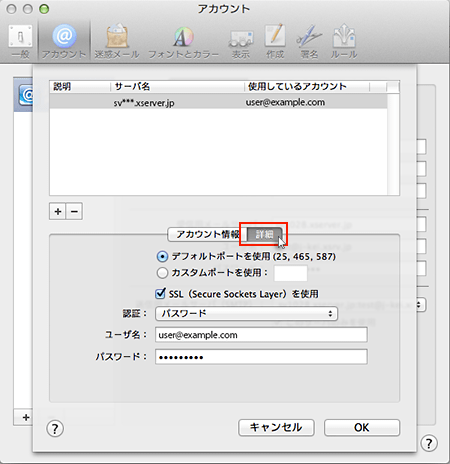 アカウント
一般 アカウント 迷惑メール フォントとカラー 表示 作成 署名 ルール
説明 サーバ名 使用しているアカウント
sv***.xserver.jp user@example.com
+ −
アカウント情報 詳細
デフォルトポートを使用 (25, 465, 587)
カスタムポートを使用：
SSL（Secure Sockets Layer）を使用
認証： パスワード
ユーザ名： user@example.com
パスワード： •••••••••
+
? キャンセル OK
?